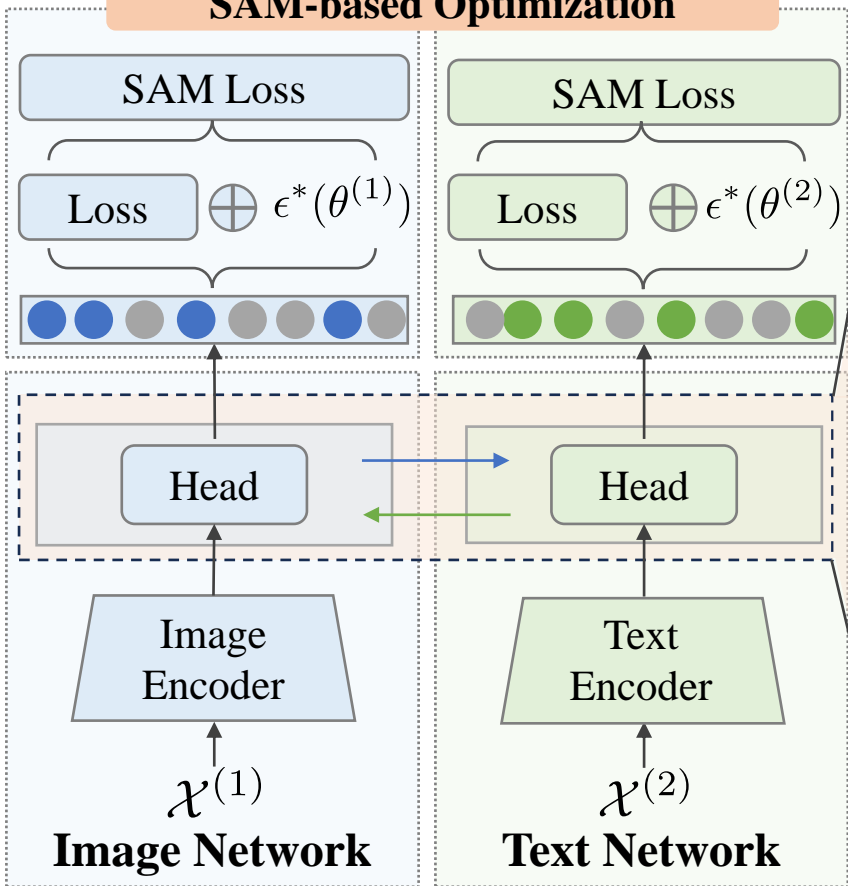 SAM-based Optimization
SAM Loss
Loss ⊕ ϵ*(θ⁽¹⁾)
Head
Image
Encoder
𝒳⁽¹⁾
Image Network
SAM Loss
Loss ⊕ ϵ*(θ⁽²⁾)
Head
Text
Encoder
𝒳⁽²⁾
Text Network